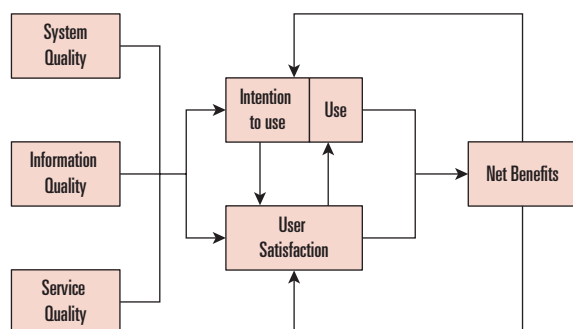 System
Quality
Intention
to use
Use
Information
Quality
Net Benefits
User
Satisfaction
Service
Quality